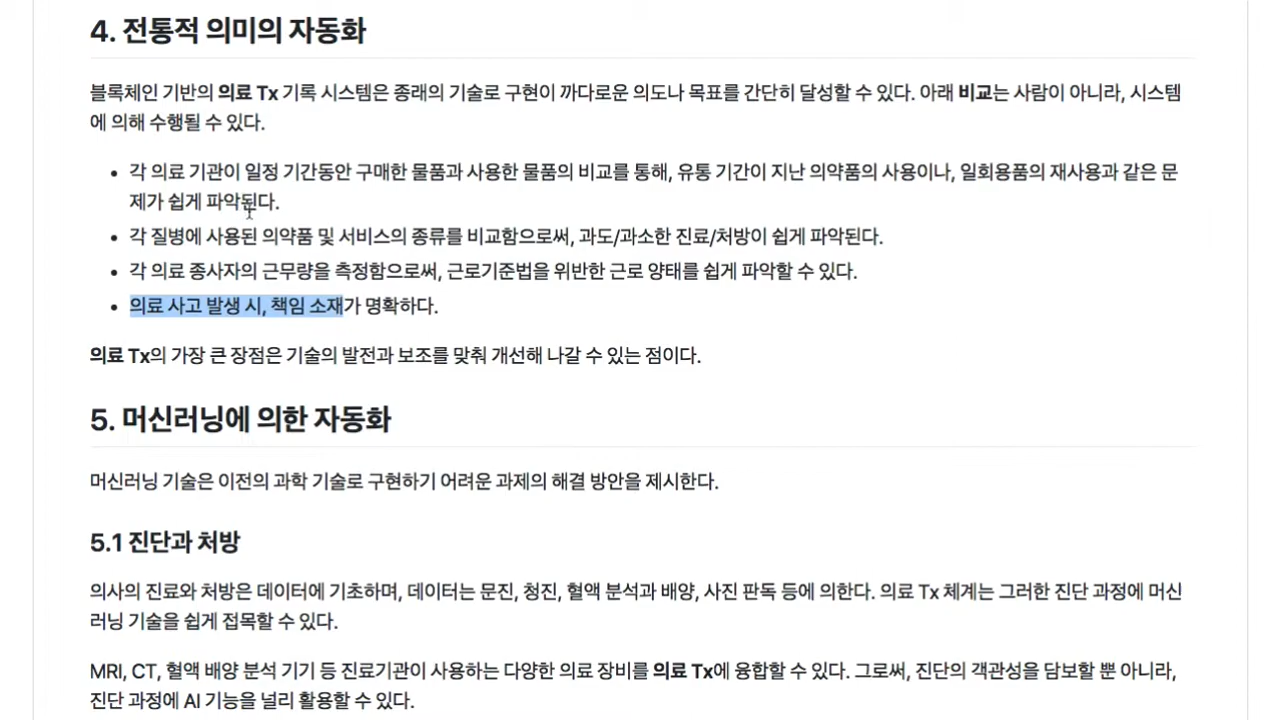 4. 전통적 의미의 자동화
블록체인 기반의 의료 Tx 기록 시스템은 종래의 기술로 구현이 까다로운 의도나 목표를 간단히 달성할 수 있다. 아래 비교는 사람이 아니라, 시스템
에 의해 수행될 수 있다.
• 각 의료 기관이 일정 기간동안 구매한 물품과 사용한 물품의 비교를 통해, 유통 기간이 지난 의약품의 사용이나, 일회용품의 재사용과 같은 문
제가 쉽게 파악된다.
• 각 질병에 사용된 의약품 및 서비스의 종류를 비교함으로써, 과도/과소한 진료/처방이 쉽게 파악된다.
• 각 의료 종사자의 근무량을 측정함으로써, 근로기준법을 위반한 근로 양태를 쉽게 파악할 수 있다.
• 의료 사고 발생 시, 책임 소재가 명확하다.
의료 Tx의 가장 큰 장점은 기술의 발전과 보조를 맞춰 개선해 나갈 수 있는 점이다.
5. 머신러닝에 의한 자동화
머신러닝 기술은 이전의 과학 기술로 구현하기 어려운 과제의 해결 방안을 제시한다.
5.1 진단과 처방
의사의 진료와 처방은 데이터에 기초하며, 데이터는 문진, 청진, 혈액 분석과 배양, 사진 판독 등에 의한다. 의료 Tx 체계는 그러한 진단 과정에 머신
러닝 기술을 쉽게 접목할 수 있다.
MRI, CT, 혈액 배양 분석 기기 등 진료기관이 사용하는 다양한 의료 장비를 의료 Tx에 융합할 수 있다. 그로써, 진단의 객관성을 담보할 뿐 아니라,
진단 과정에 AI 기능을 널리 활용할 수 있다.